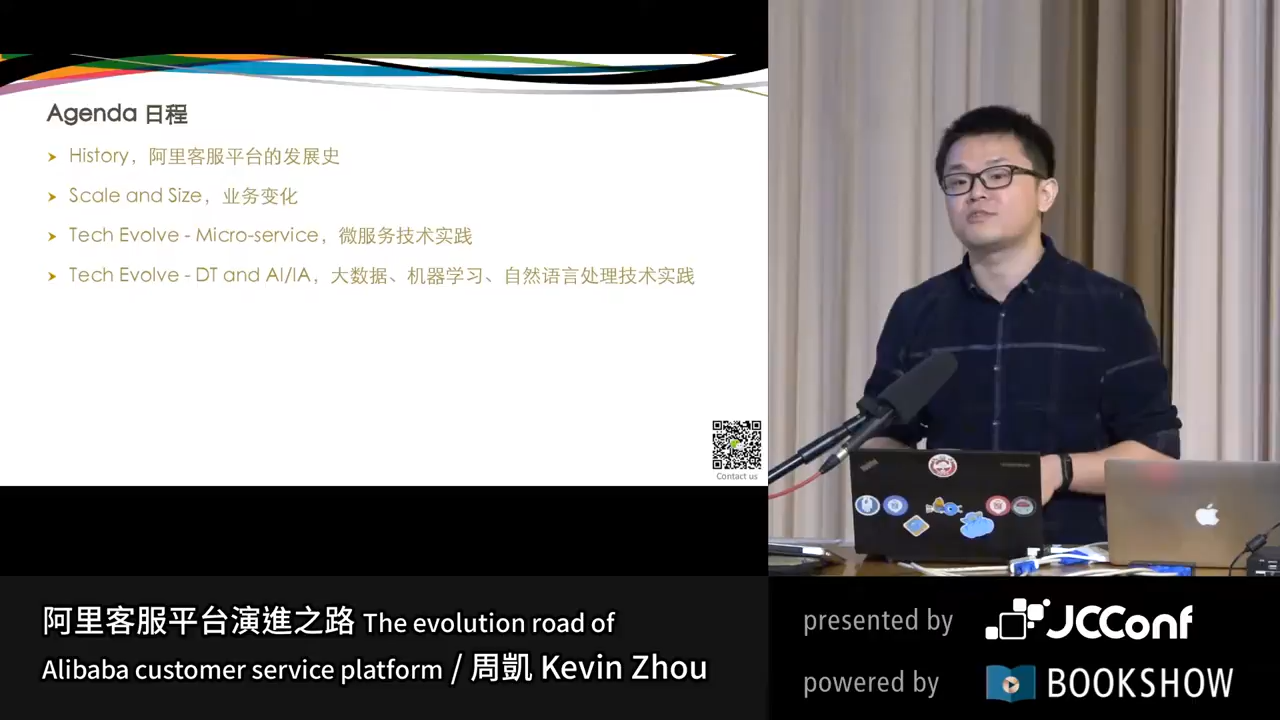 Agenda 日程
History，阿里客服平台的发展史
Scale and Size，业务变化
Tech Evolve - Micro-service，微服务技术实践
Tech Evolve - DT and AI/IA，大数据、机器学习、自然语言处理技术实践
Contact us
阿里客服平台演進之路 The evolution road of
Alibaba customer service platform / 周凱 Kevin Zhou
presented by JCConf
powered by BOOKSHOW